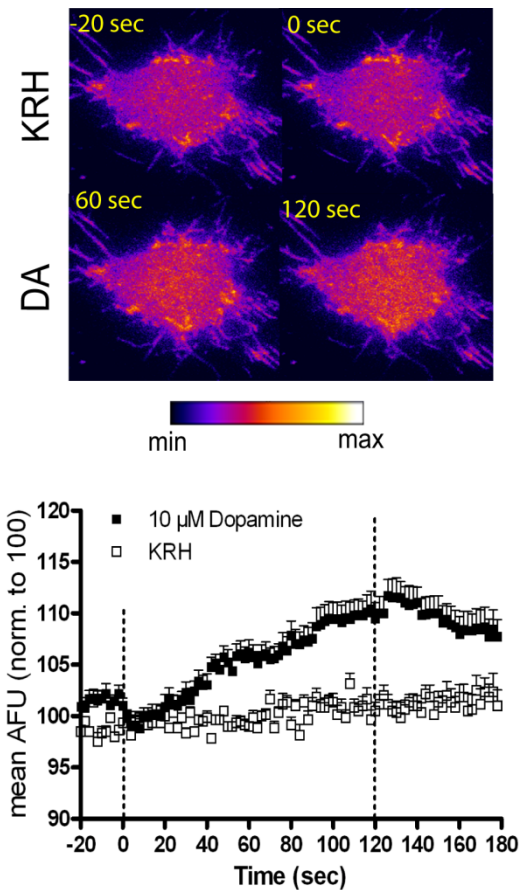 -20 sec
0 sec
KRH
60 sec
120 sec
DA
min
max
120
115
110
105
100
95
90
mean AFU (norm. to 100)
10 µM Dopamine
KRH
-20 0 20 40 60 80 100 120 140 160 180
Time (sec)